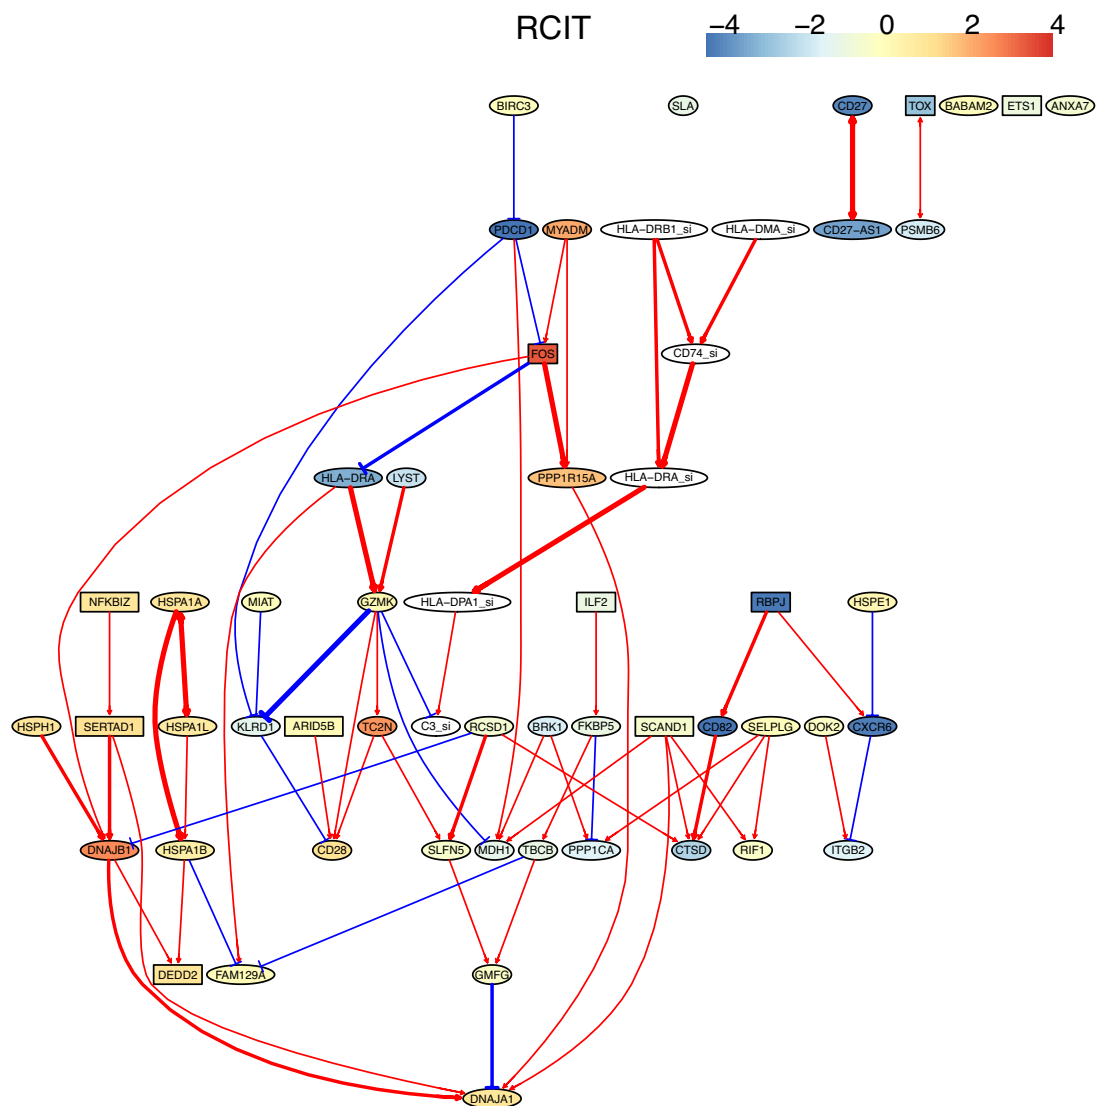 RCIT
−4 −2 0 2 4
BIRC3 SLA CD27 TOX BABAM2 ETS1 ANXA7
PDCD1 MYADM HLA−DRB1_si HLA−DMA_si CD27−AS1 PSMB6
FOS CD74_si
HLA−DRA LYST PPP1R15A HLA−DRA_si
NFKBIZ HSPA1A MIAT GZMK HLA−DPA1_si ILF2 RBPJ HSPE1
HSPH1 SERTAD1 HSPA1L KLRD1 ARID5B TC2N C3_si RCSD1 BRK1 FKBP5 SCAND1 CD82 SELPLG DOK2 CXCR6
DNAJB1 HSPA1B CD28 SLFN5 MDH1 TBCB PPP1CA CTSD RIF1 ITGB2
DEDD2 FAM129A GMFG
DNAJA1